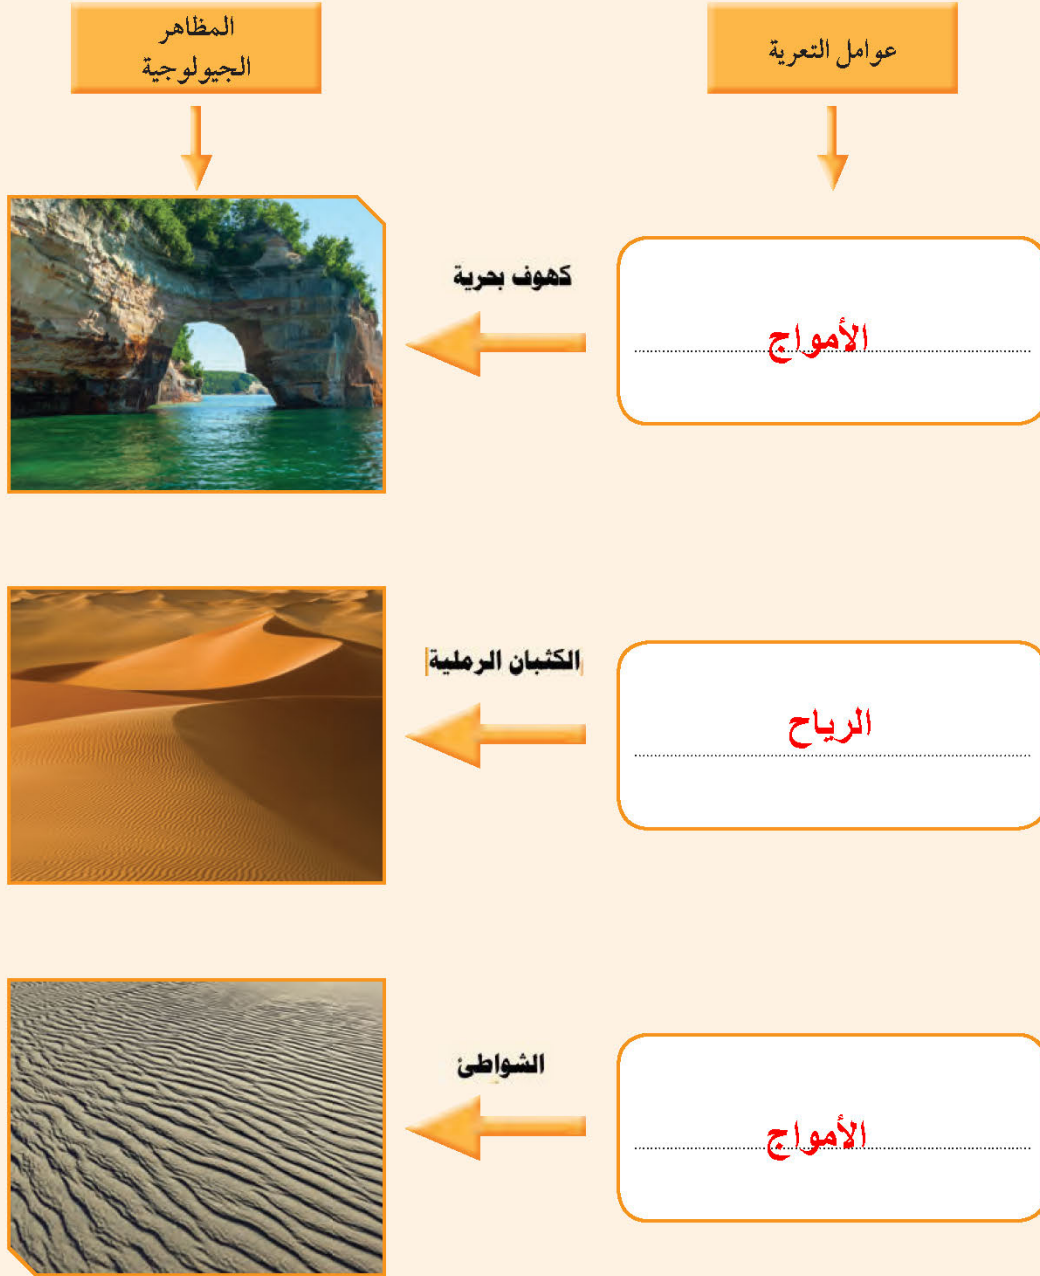 عوامل التعرية
المظاهر
الجيولوجية
الأمواج
كهوف بحرية
الرياح
الكثبان الرملية
الأمواج
الشواطئ